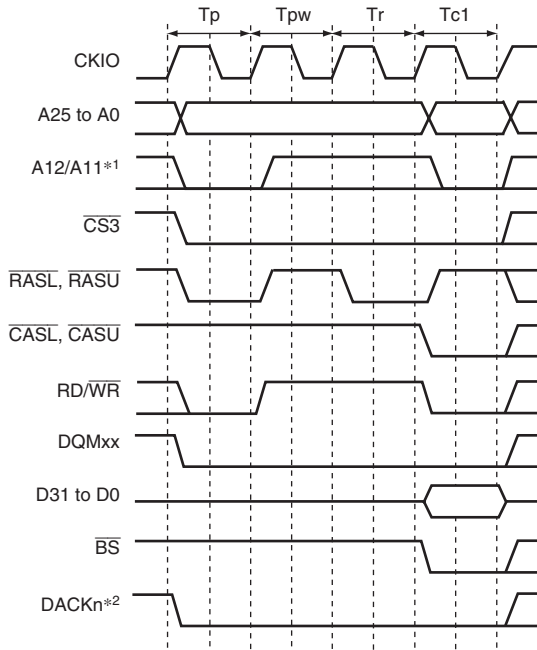 Tp Tpw Tr Tc1
CKIO
A25 to A0
A12/A11*1
CS3
RASL, RASU
CASL, CASU
RD/WR
DQMxx
D31 to D0
BS
DACKn*2